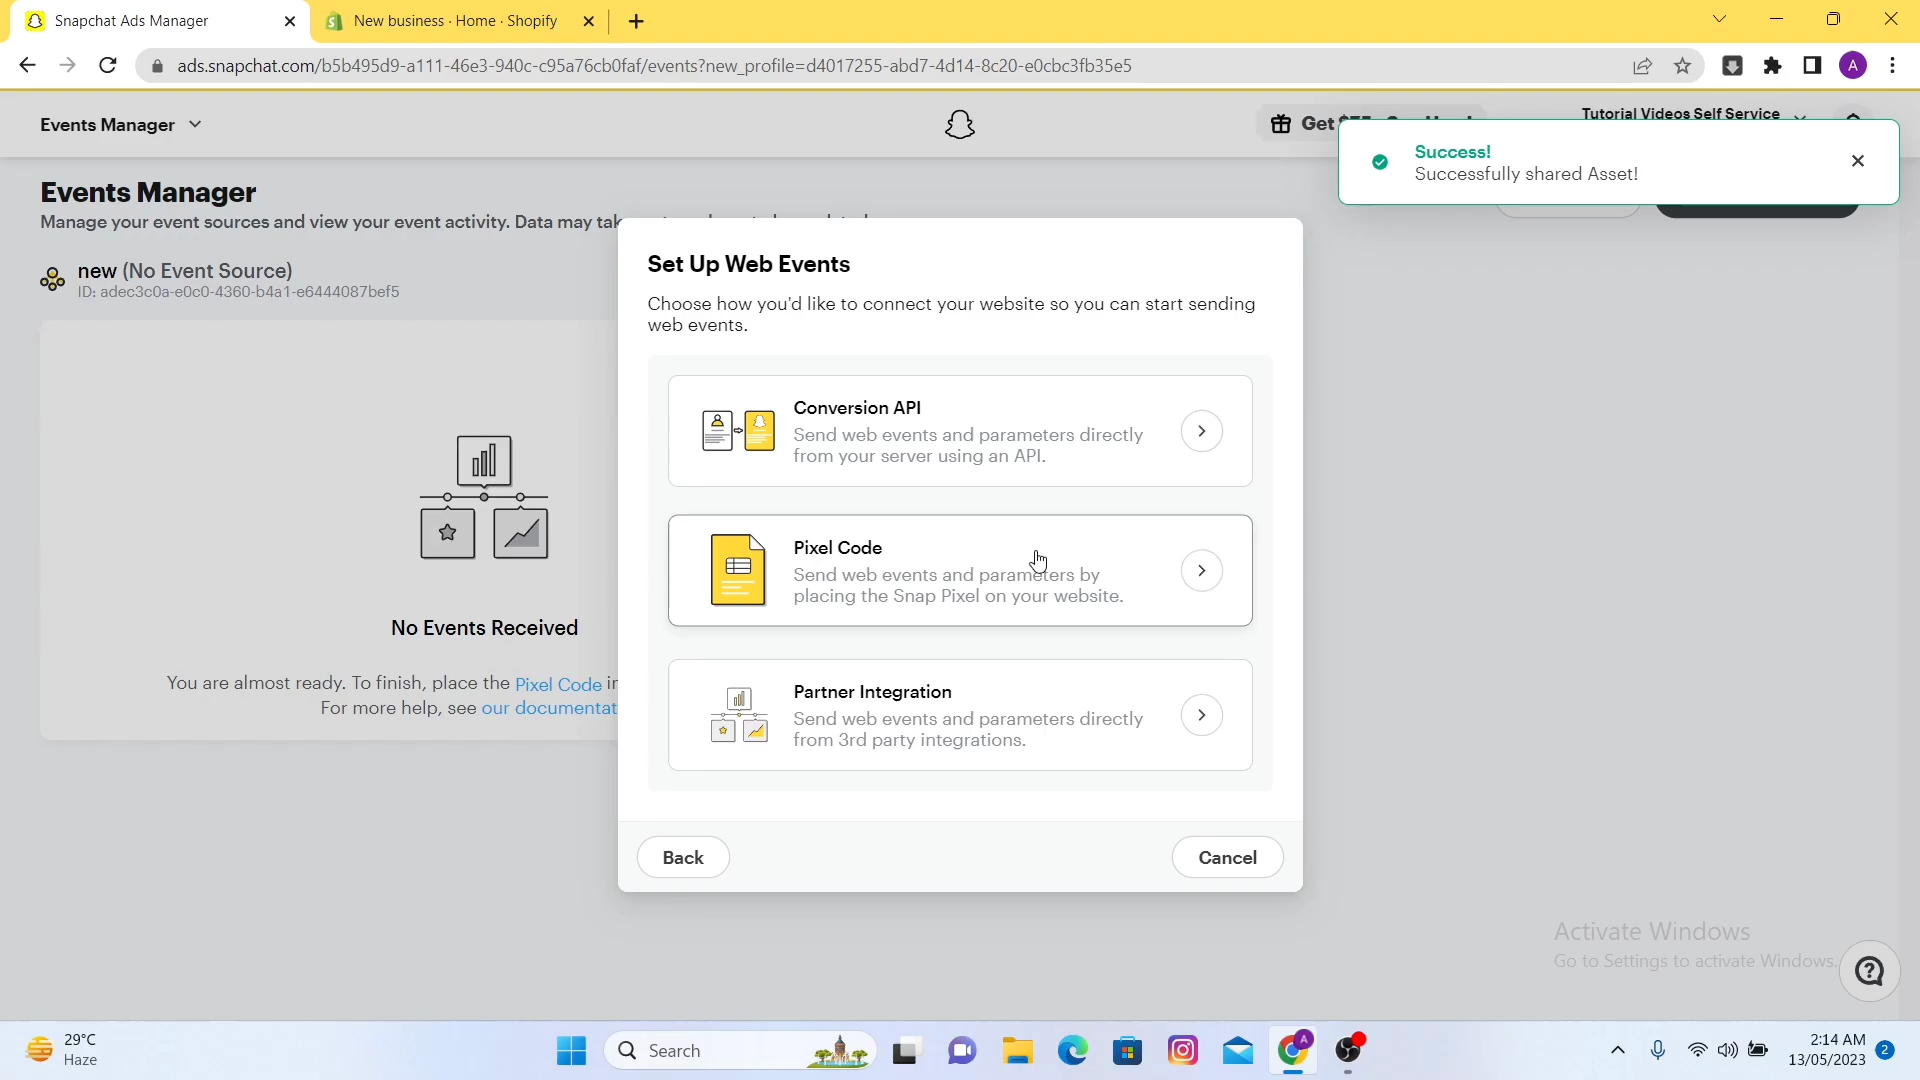 Snapchat Ads Manager
New business · Home · Shopify
ads.snapchat.com/b5b495d9-a111-46e3-940c-c95a76cb0faf/events?new_profile=d4017255-abd7-4d14-8c20-e0cbc3fb35e5
A
Events Manager
Get
Tutorial Videos Self Service
Success!
Successfully shared Asset!
Events Manager
Manage your event sources and view your event activity. Data may
new (No Event Source)
ID: adec3c0a-e0c0-4360-b4a1-e6444087bef5
No Events Received
You are almost ready. To finish, place the Pixel Code
For more help, see our documentat
Set Up Web Events
Choose how you'd like to connect your website so you can start sending
web events.
Conversion API
Send web events and parameters directly
from your server using an API.
Pixel Code
Send web events and parameters by
placing the Snap Pixel on your website.
Partner Integration
Send web events and parameters directly
from 3rd party integrations.
Back
Cancel
Activate Windows
Go to Settings to activate Windows.
29°C
Haze
Search
A
2:14 AM
13/05/2023
2